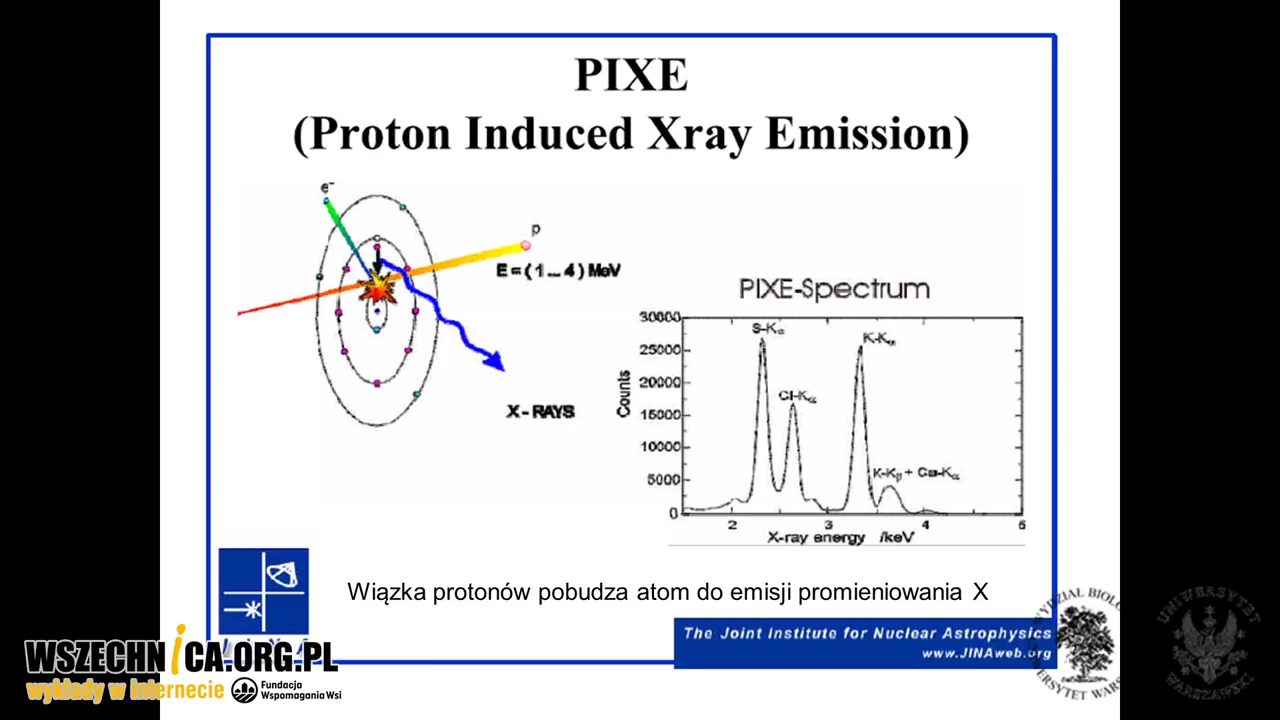 PIXE
(Proton Induced Xray Emission)
e⁻
p
E = ( 1 ... 4 ) MeV
X - RAYS
PIXE-Spectrum
S-Kα
K-Kα
Cl-Kα
K-Kβ + Ca-Kα
30000
25000
20000
15000
10000
5000
0
Counts
2 3 4 5
X-ray energy /keV
Wiązka protonów pobudza atom do emisji promieniowania X
The Joint Institute for Nuclear Astrophysics
www.JINAweb.org
WSZECHNICA.ORG.PL
wykłady w Internecie
Fundacja
Wspomagania Wsi
UNIWERSYTET
WARSZAWSKI